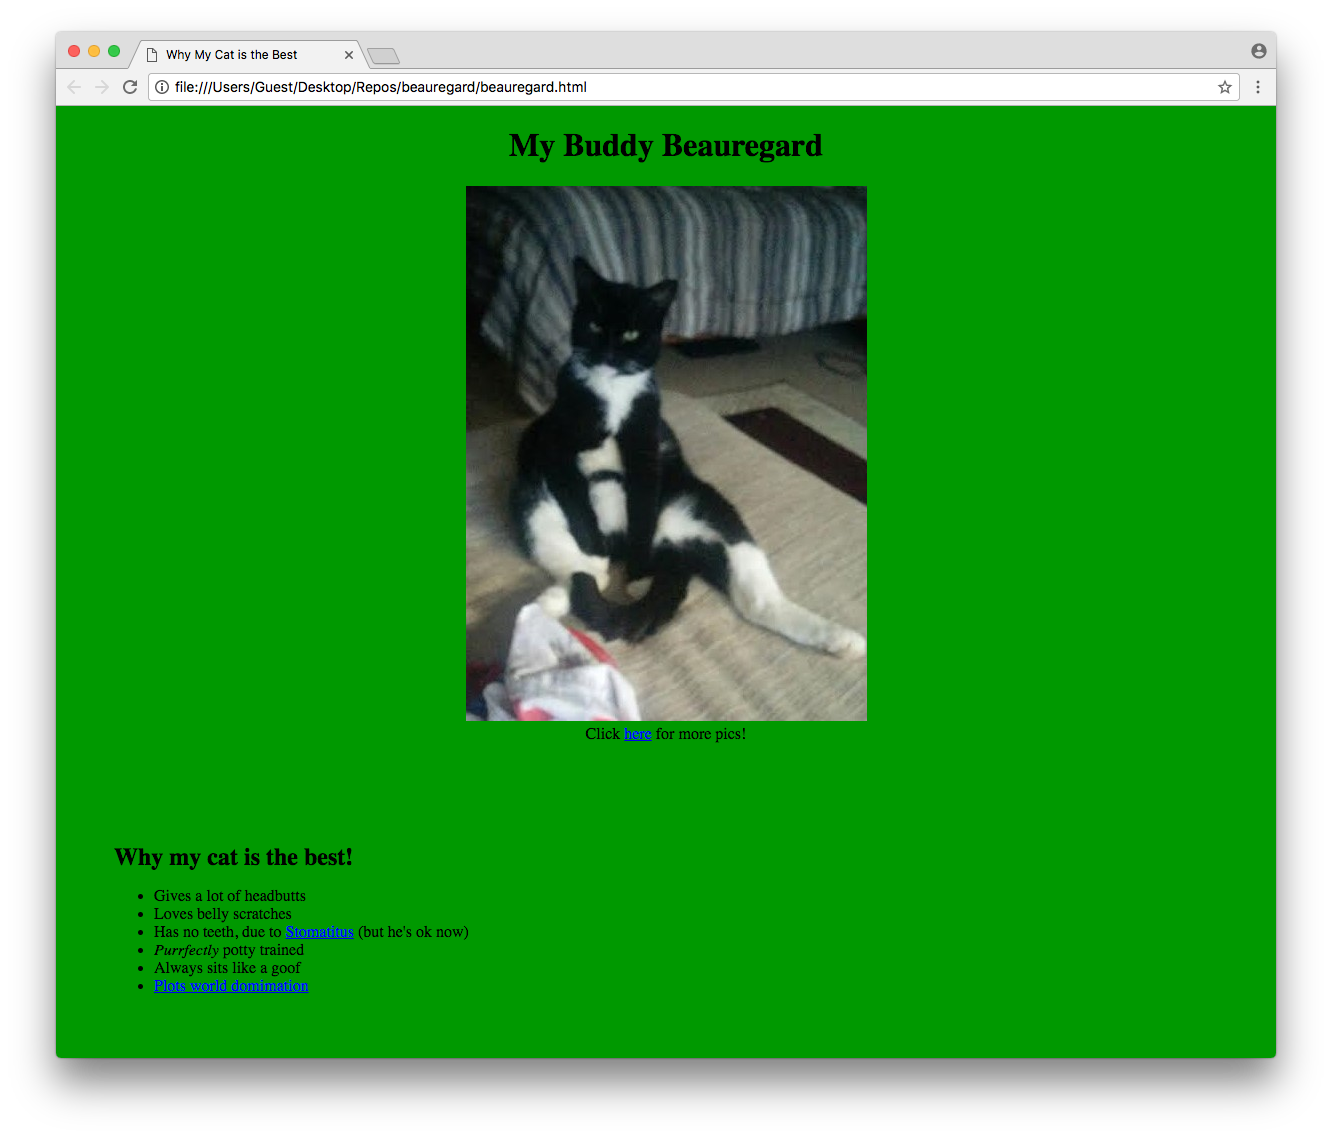 Why My Cat is the Best
file:///Users/Guest/Desktop/Repos/beauregard/beauregard.html
My Buddy Beauregard
Click here for more pics!
Why my cat is the best!
Gives a lot of headbutts
Loves belly scratches
Has no teeth, due to Stomatitus (but he's ok now)
Purrfectly potty trained
Always sits like a goof
Plots world domimation